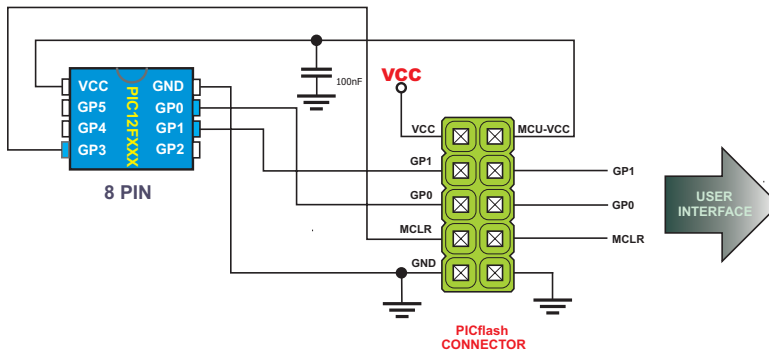 100nF
VCC
VCC
GND
GP5
GP0
GP4
GP1
GP3
GP2
PIC12FXXX
8 PIN
VCC
MCU-VCC
GP1
GP1
GP0
GP0
MCLR
MCLR
GND
USER
INTERFACE
PICflash
CONNECTOR